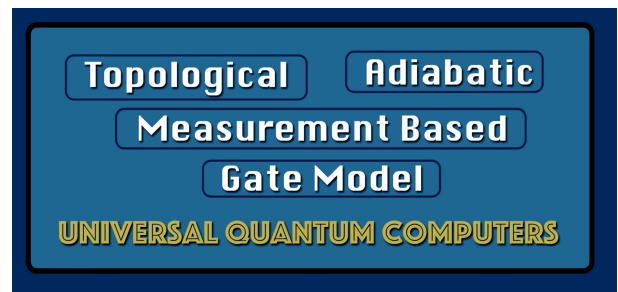 Topological Adiabatic
Measurement Based
Gate Model
UNIVERSAL QUANTUM COMPUTERS